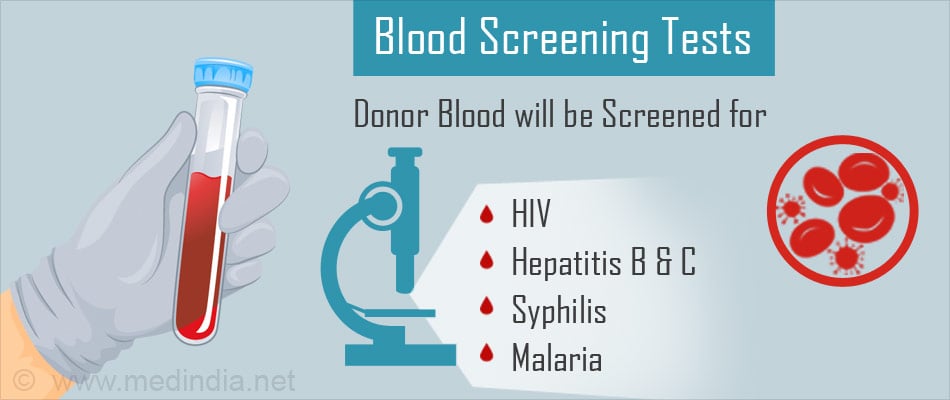 Blood Screening Tests
Donor Blood will be Screened for
HIV
Hepatitis B & C
Syphilis
Malaria
© www.medindia.net